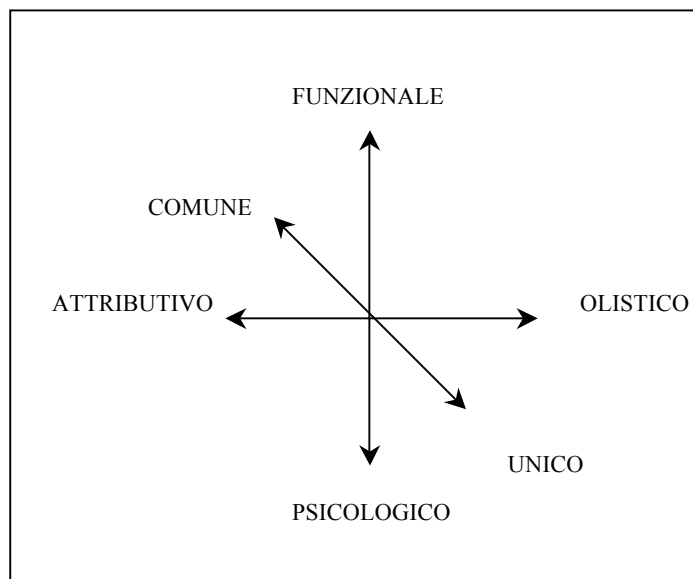 FUNZIONALE
COMUNE
ATTRIBUTIVO
OLISTICO
UNICO
PSICOLOGICO